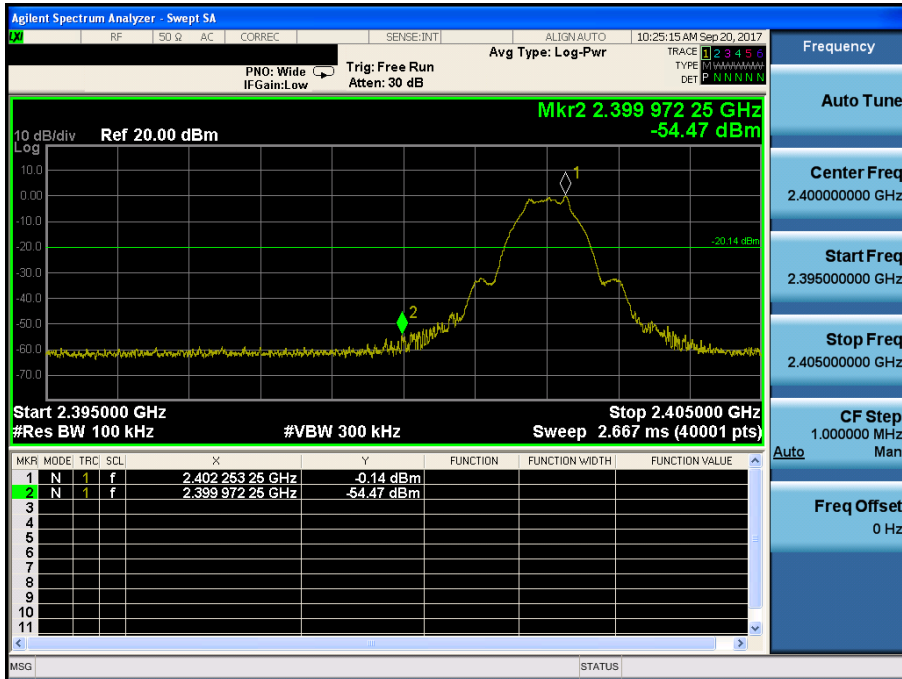 Agilent Spectrum Analyzer - Swept SA
LXI RF 50 Ω AC CORREC SENSE:INT ALIGN AUTO 10:25:15 AM Sep 20, 2017
Frequency
Avg Type: Log-Pwr
TRACE 1 2 3 4 5 6
PNO: Wide Trig: Free Run
TYPE M WWWWW
IFGain:Low Atten: 30 dB
DET P N N N N N
Auto Tune
Mkr2 2.399 972 25 GHz
10 dB/div Ref 20.00 dBm -54.47 dBm
Log
10.0
0.00
-10.0
-20.0
-30.0
-40.0
-50.0
-60.0
-70.0
1
-20.14 dBm
2
Center Freq
2.400000000 GHz
Start Freq
2.395000000 GHz
Stop Freq
2.405000000 GHz
Start 2.395000 GHz Stop 2.405000 GHz
#Res BW 100 kHz #VBW 300 kHz Sweep 2.667 ms (40001 pts)
CF Step
1.000000 MHz
Auto Man
MKR MODE TRC SCL X Y FUNCTION FUNCTION WIDTH FUNCTION VALUE
1 N 1 f 2.402 253 25 GHz -0.14 dBm
2 N 1 f 2.399 972 25 GHz -54.47 dBm
3
4
5
6
7
8
9
10
11
Freq Offset
0 Hz
MSG STATUS